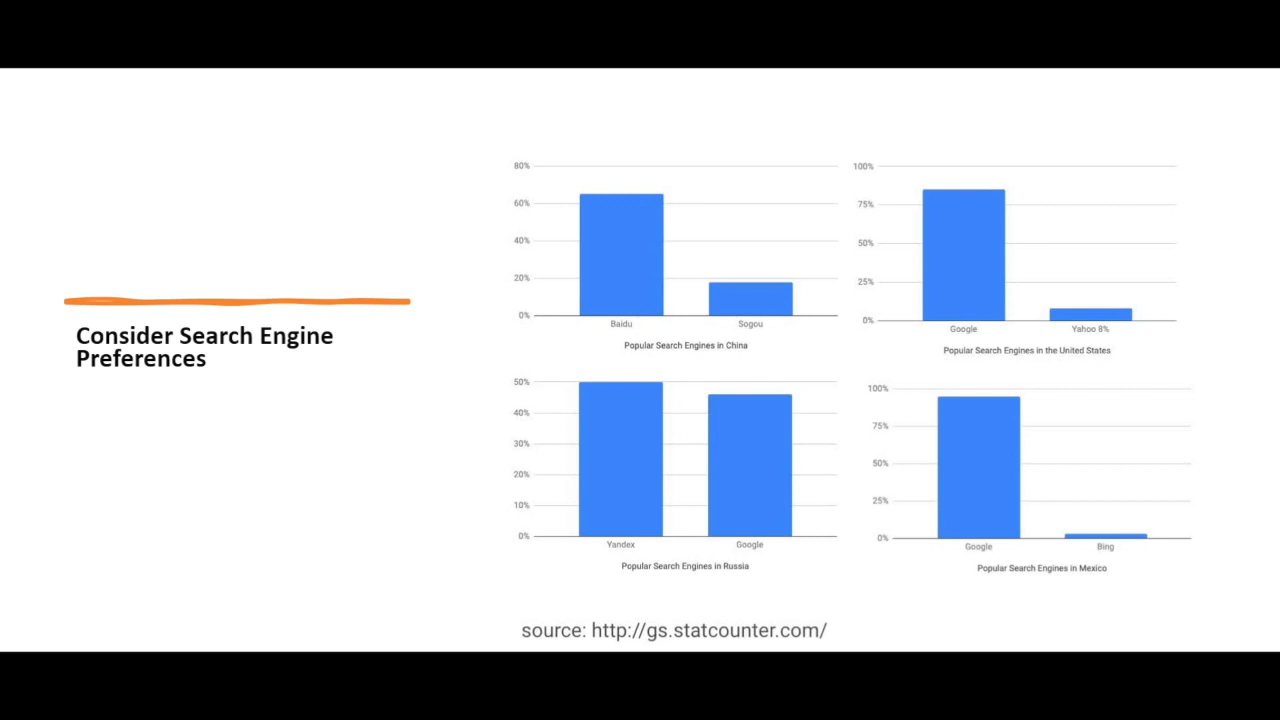 Consider Search Engine
Preferences
80%
60%
40%
20%
0%
Baidu
Sogou
Popular Search Engines in China
100%
75%
50%
25%
0%
Google
Yahoo 8%
Popular Search Engines in the United States
50%
40%
30%
20%
10%
0%
Yandex
Google
Popular Search Engines in Russia
100%
75%
50%
25%
0%
Google
Bing
Popular Search Engines in Mexico
source: http://gs.statcounter.com/